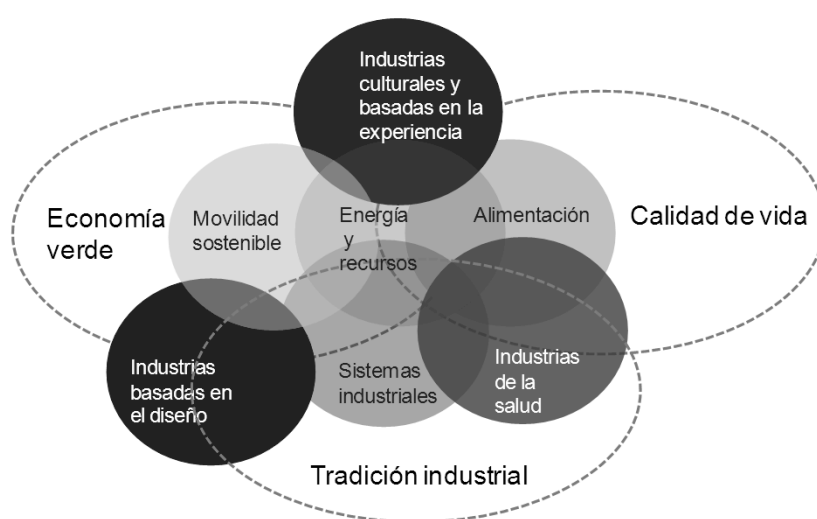 Industrias
culturales y
basadas en la
experiencia
Economía
verde
Movilidad
sostenible
Energía
y
recursos
Alimentación
Calidad de vida
Industrias
basadas en
el diseño
Sistemas
industriales
Industrias
de la
salud
Tradición industrial